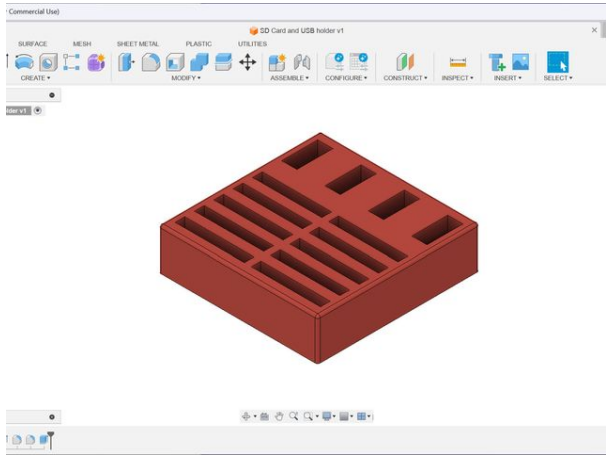 Commercial Use)
SD Card and USB holder v1
SURFACE MESH SHEET METAL PLASTIC UTILITIES
CREATE MODIFY ASSEMBLE CONFIGURE CONSTRUCT INSPECT INSERT SELECT
older v1